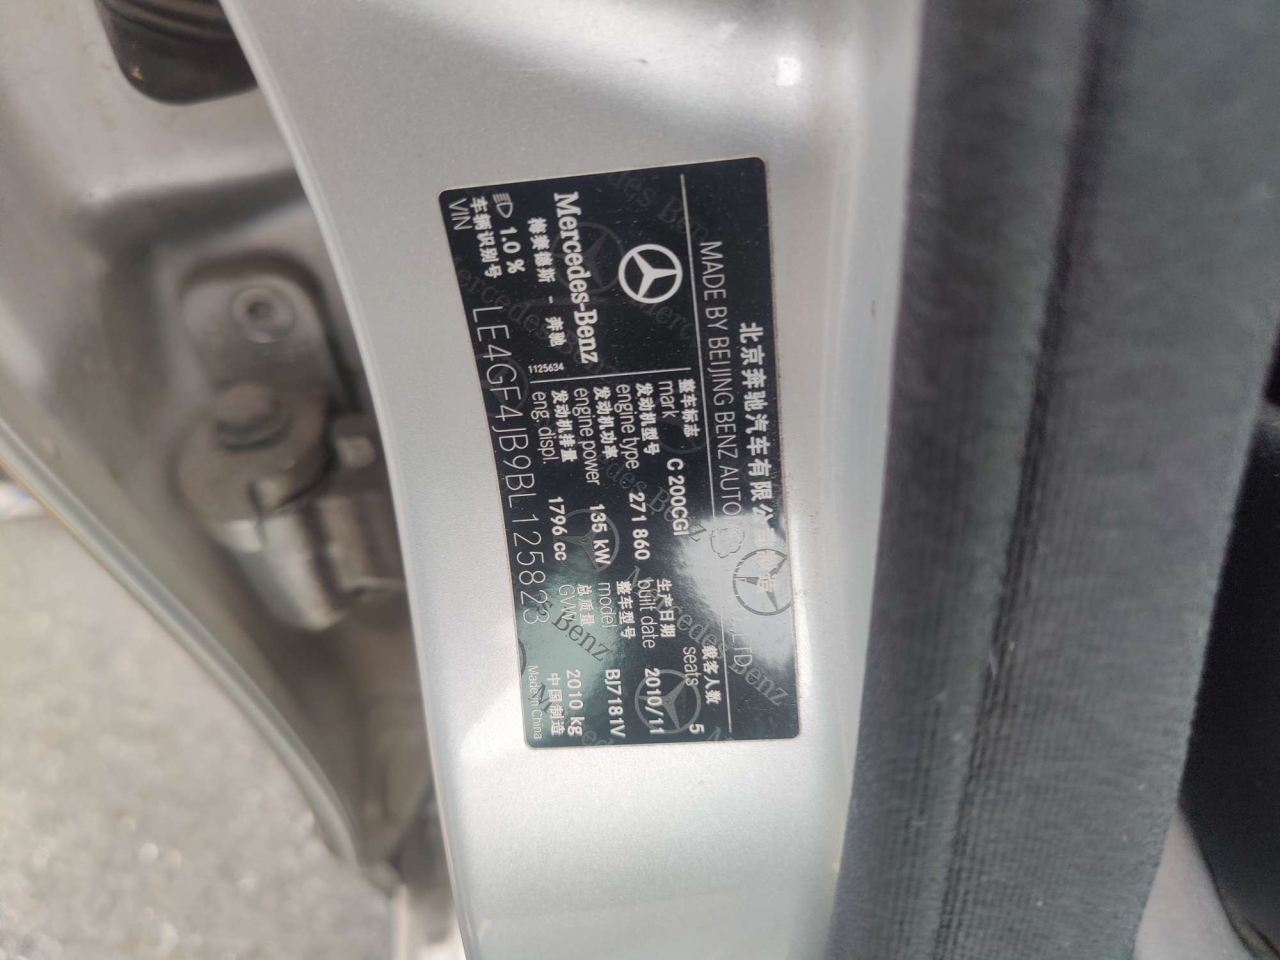 北京奔驰汽车有限公
MADE BY BEIJING BENZ AUTO LTD
Mercedes-Benz
梅赛德斯 - 奔驰
1125634
整车标志
mark C 200CGI
载客人数
seats 5
发动机型号
engine type 271 860
生产日期
built date 2010/11
发动机功率
engine power 135 kW
整车型号
model BJ7181V
发动机排量
eng. displ. 1796 cc
总质量
GVW 2010 kg
1.0 %
车辆识别号
VIN LE4GF4JB9BL125823
中国制造
Made in China